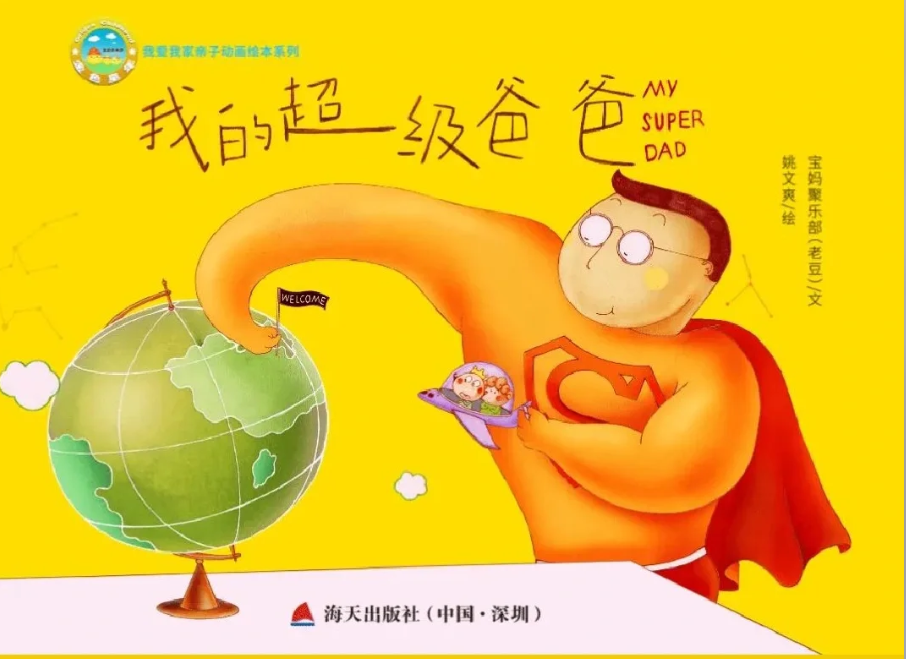 我爱我家亲子动画绘本系列
我的超级爸爸
MY
SUPER
DAD
宝妈聚乐部(老豆)/文
姚文爽/绘
WELCOME
海天出版社(中国·深圳)